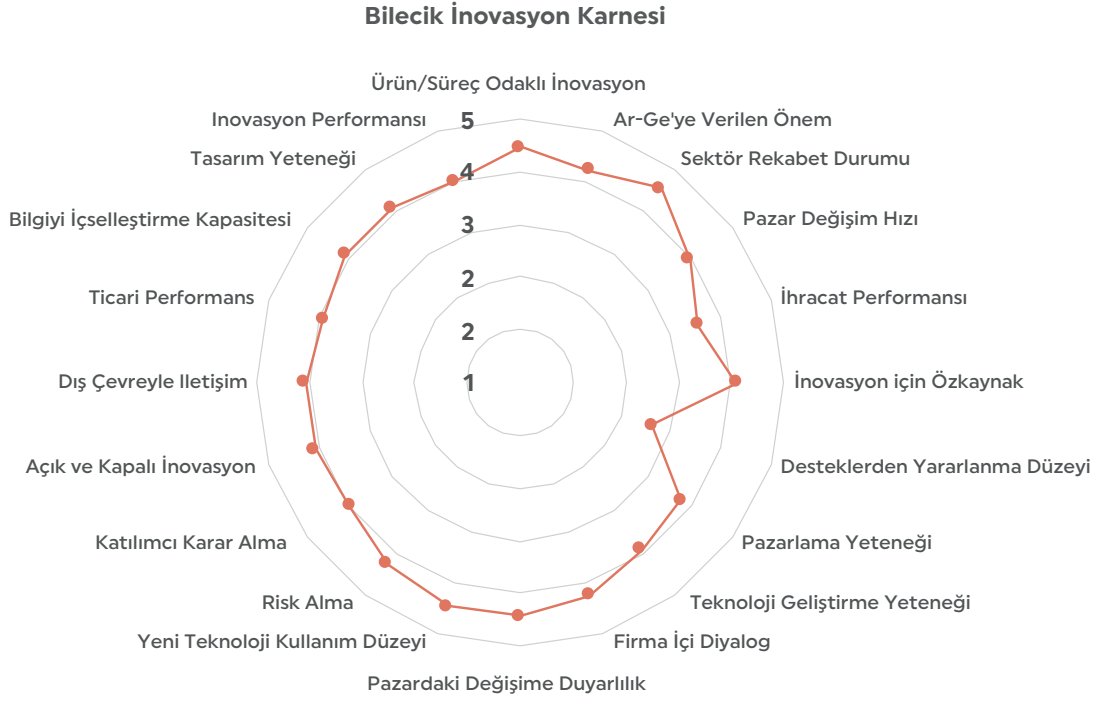 Bilecik İnovasyon Karnesi
Ürün/Süreç Odaklı İnovasyon
Inovasyon Performansı
5
Ar-Ge'ye Verilen Önem
Tasarım Yeteneği
4
Sektör Rekabet Durumu
Bilgiyi İçselleştirme Kapasitesi
3
Pazar Değişim Hızı
Ticari Performans
2
İhracat Performansı
2
Dış Çevreyle Iletişim
1
İnovasyon için Özkaynak
Açık ve Kapalı İnovasyon
Desteklerden Yararlanma Düzeyi
Katılımcı Karar Alma
Pazarlama Yeteneği
Risk Alma
Teknoloji Geliştirme Yeteneği
Yeni Teknoloji Kullanım Düzeyi
Firma İçi Diyalog
Pazardaki Değişime Duyarlılık